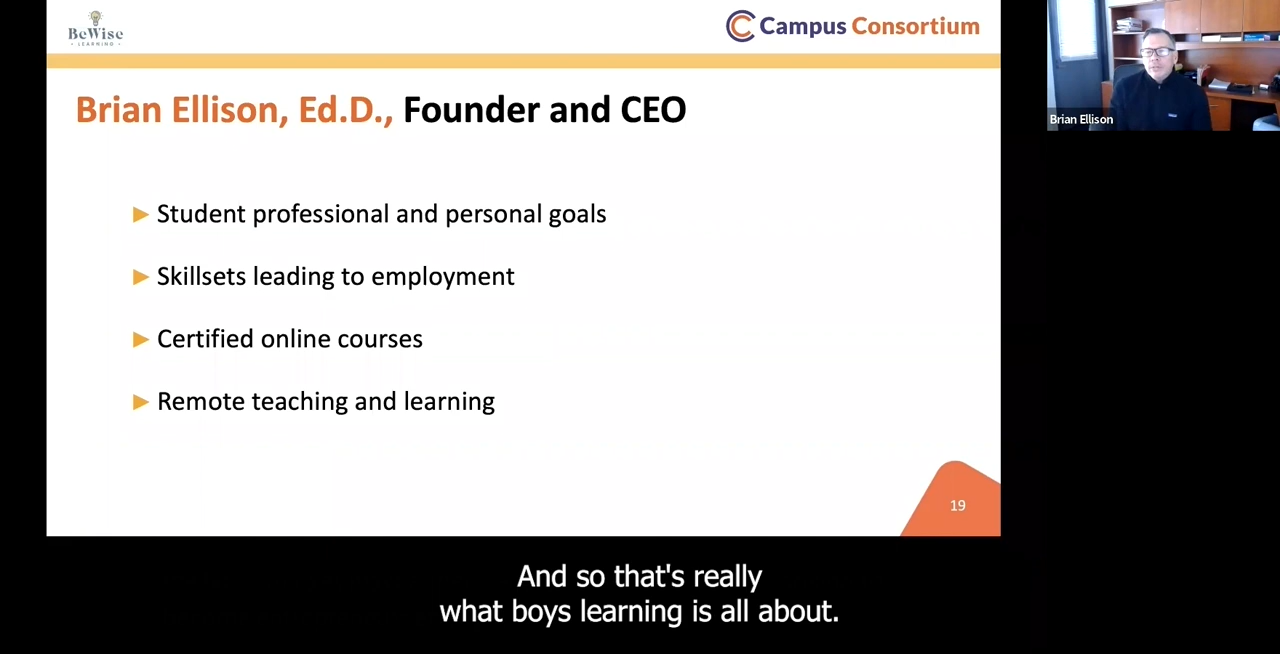 BeWise
• LEARNING •
Campus Consortium
Brian Ellison, Ed.D., Founder and CEO
Student professional and personal goals
Skillsets leading to employment
Certified online courses
Remote teaching and learning
19
Brian Ellison
And so that's really
what boys learning is all about.